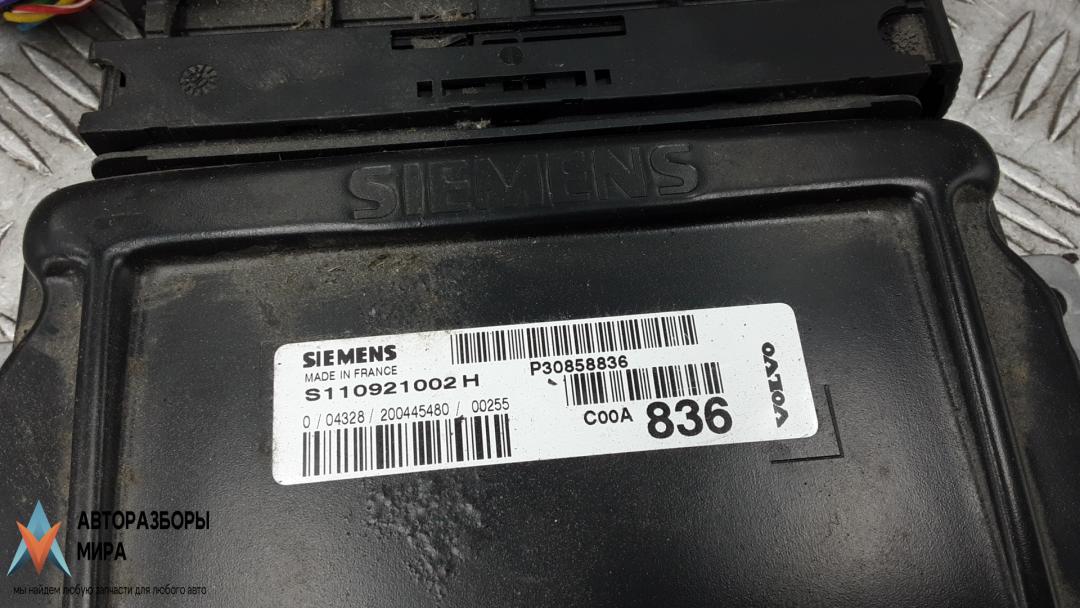 SIEMENS
SIEMENS
MADE IN FRANCE
S110921002 H
P30858836
0 / 04328 / 200445480 / 00255
C00A 836
VOLVO
АВТОРАЗБОРЫ
МИРА
мы найдем любую запчасти для любого авто